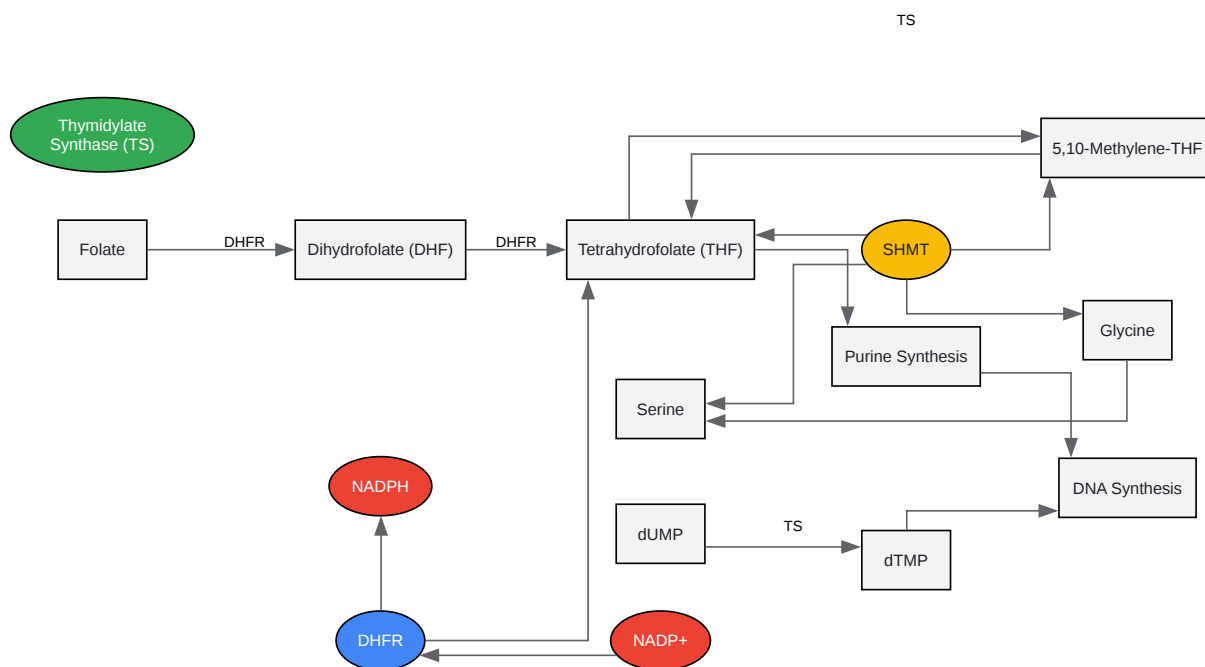 TS
Thymidylate
Synthase (TS)
5,10-Methylene-THF
Folate
DHFR
Dihydrofolate (DHF)
DHFR
Tetrahydrofolate (THF)
SHMT
Glycine
Purine Synthesis
Serine
NADPH
DNA Synthesis
dUMP
TS
dTMP
DHFR
NADP+